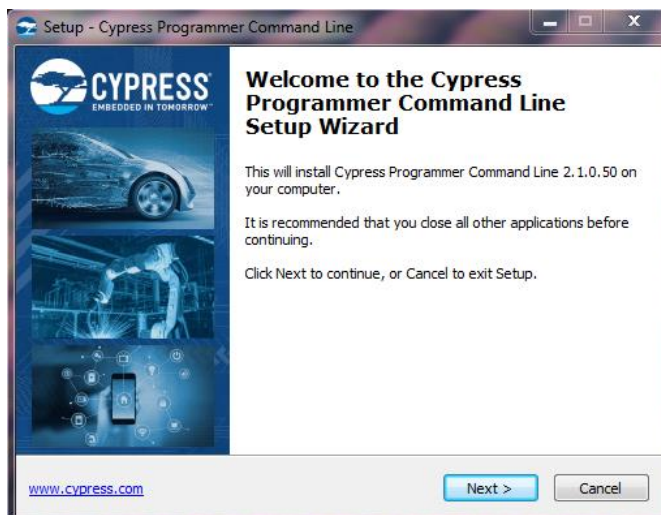 Setup - Cypress Programmer Command Line
CYPRESS
EMBEDDED IN TOMORROW™
Welcome to the Cypress
Programmer Command Line
Setup Wizard
This will install Cypress Programmer Command Line 2.1.0.50 on
your computer.
It is recommended that you close all other applications before
continuing.
Click Next to continue, or Cancel to exit Setup.
www.cypress.com
Next >
Cancel